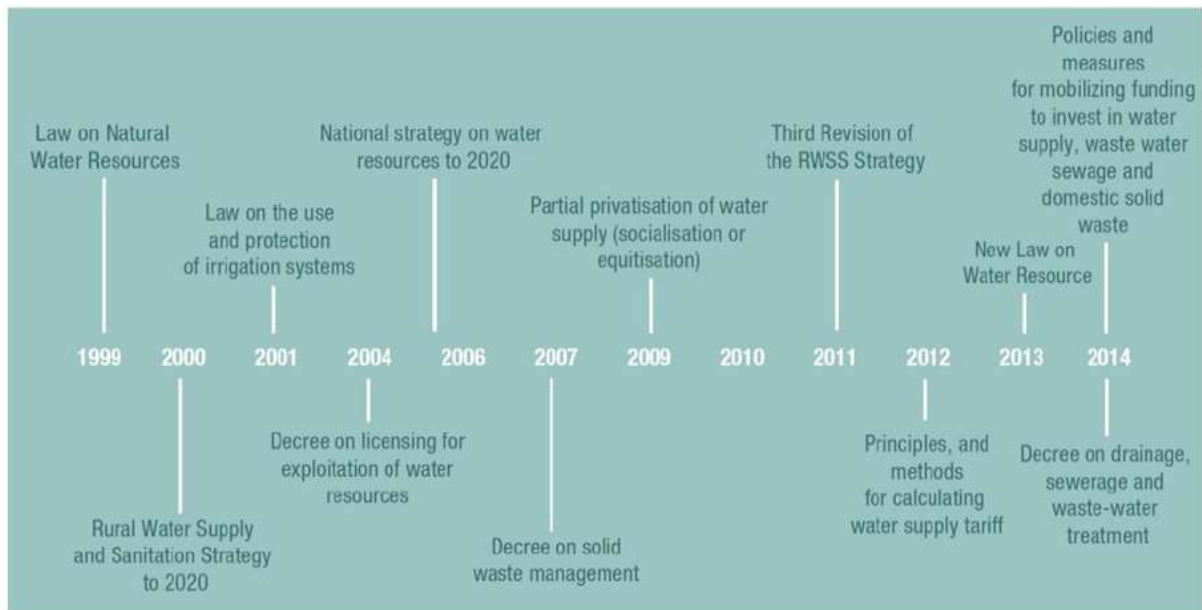 Law on Natural
Water Resources
Law on the use
and protection
of irrigation systems
National strategy on water
resources to 2020
Partial privatisation of water
supply (socialisation or
equitisation)
Third Revision of
the RWSS Strategy
New Law on
Water Resource
Policies and
measures
for mobilizing funding
to invest in water
supply, waste water
sewage and
domestic solid
waste
1999 2000 2001 2004 2006 2007 2009 2010 2011 2012 2013 2014
Rural Water Supply
and Sanitation Strategy
to 2020
Decree on licensing for
exploitation of water
resources
Decree on solid
waste management
Principles, and
methods
for calculating
water supply tariff
Decree on drainage,
sewerage and
waste-water
treatment